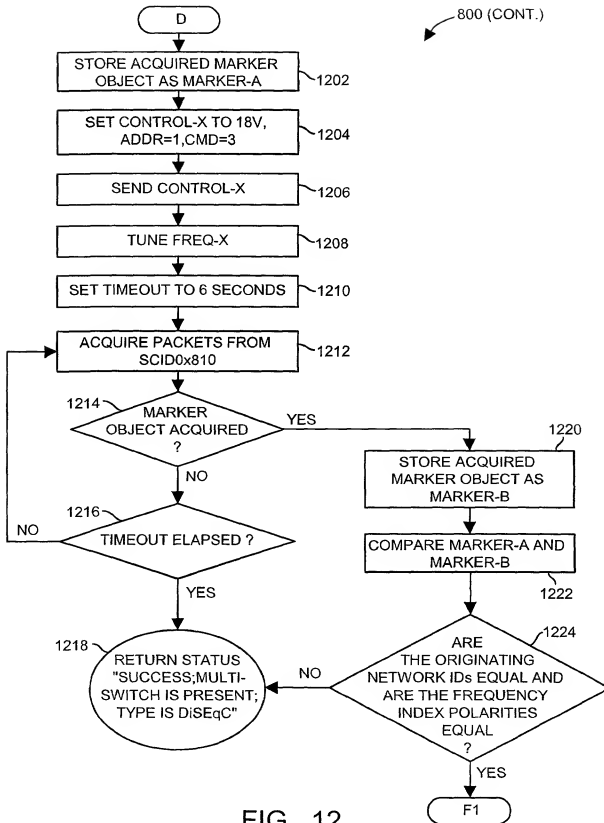 D
800 (CONT.)
STORE ACQUIRED MARKER
OBJECT AS MARKER-A
1202
SET CONTROL-X TO 18V,
ADDR=1,CMD=3
1204
SEND CONTROL-X
1206
TUNE FREQ-X
1208
SET TIMEOUT TO 6 SECONDS
1210
ACQUIRE PACKETS FROM
SCID0x810
1212
1214
MARKER
OBJECT ACQUIRED
?
YES
NO
1216
TIMEOUT ELAPSED ?
NO
YES
1218
RETURN STATUS
"SUCCESS;MULTI-
SWITCH IS PRESENT;
TYPE IS DiSEqC"
1220
STORE ACQUIRED
MARKER OBJECT AS
MARKER-B
COMPARE MARKER-A AND
MARKER-B
1222
1224
ARE
THE ORIGINATING
NETWORK IDs EQUAL AND
ARE THE FREQUENCY
INDEX POLARITIES
EQUAL
?
NO
YES
F1
FIG. 12